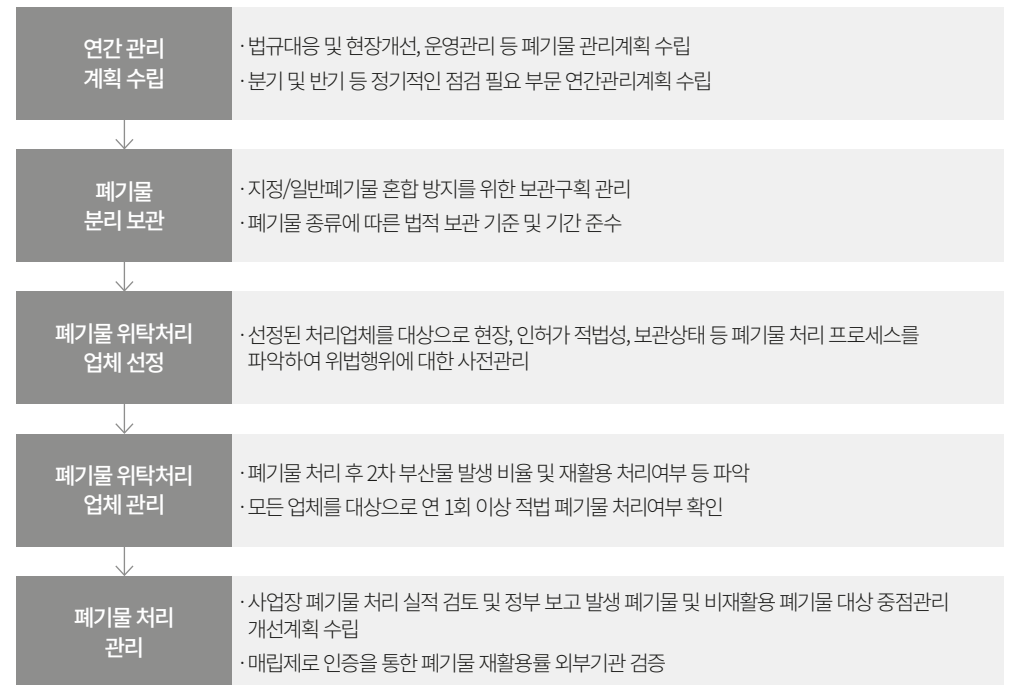 연간 관리
계획 수립
·법규대응 및 현장개선, 운영관리 등 폐기물 관리계획 수립
·분기 및 반기 등 정기적인 점검 필요 부문 연간관리계획 수립
폐기물
분리 보관
·지정/일반폐기물 혼합 방지를 위한 보관구획 관리
·폐기물 종류에 따른 법적 보관 기준 및 기간 준수
폐기물 위탁처리
업체 선정
·선정된 처리업체를 대상으로 현장, 인허가 적법성, 보관상태 등 폐기물 처리 프로세스를
파악하여 위법행위에 대한 사전관리
폐기물 위탁처리
업체 관리
·폐기물 처리 후 2차 부산물 발생 비율 및 재활용 처리여부 등 파악
·모든 업체를 대상으로 연 1회 이상 적법 폐기물 처리여부 확인
폐기물 처리
관리
·사업장 폐기물 처리 실적 검토 및 정부 보고 발생 폐기물 및 비재활용 폐기물 대상 중점관리
개선계획 수립
·매립제로 인증을 통한 폐기물 재활용률 외부기관 검증